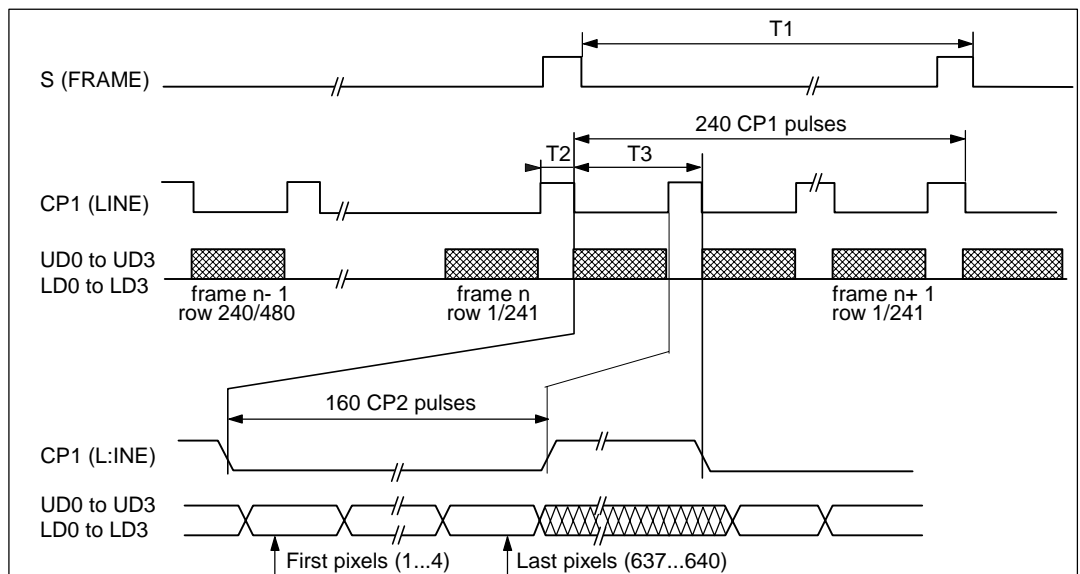 T1
S (FRAME)
240 CP1 pulses
T2 T3
CP1 (LINE)
UD0 to UD3
LD0 to LD3
frame n- 1
row 240/480
frame n
row 1/241
frame n+ 1
row 1/241
160 CP2 pulses
CP1 (L:INE)
UD0 to UD3
LD0 to LD3
First pixels (1...4) Last pixels (637...640)